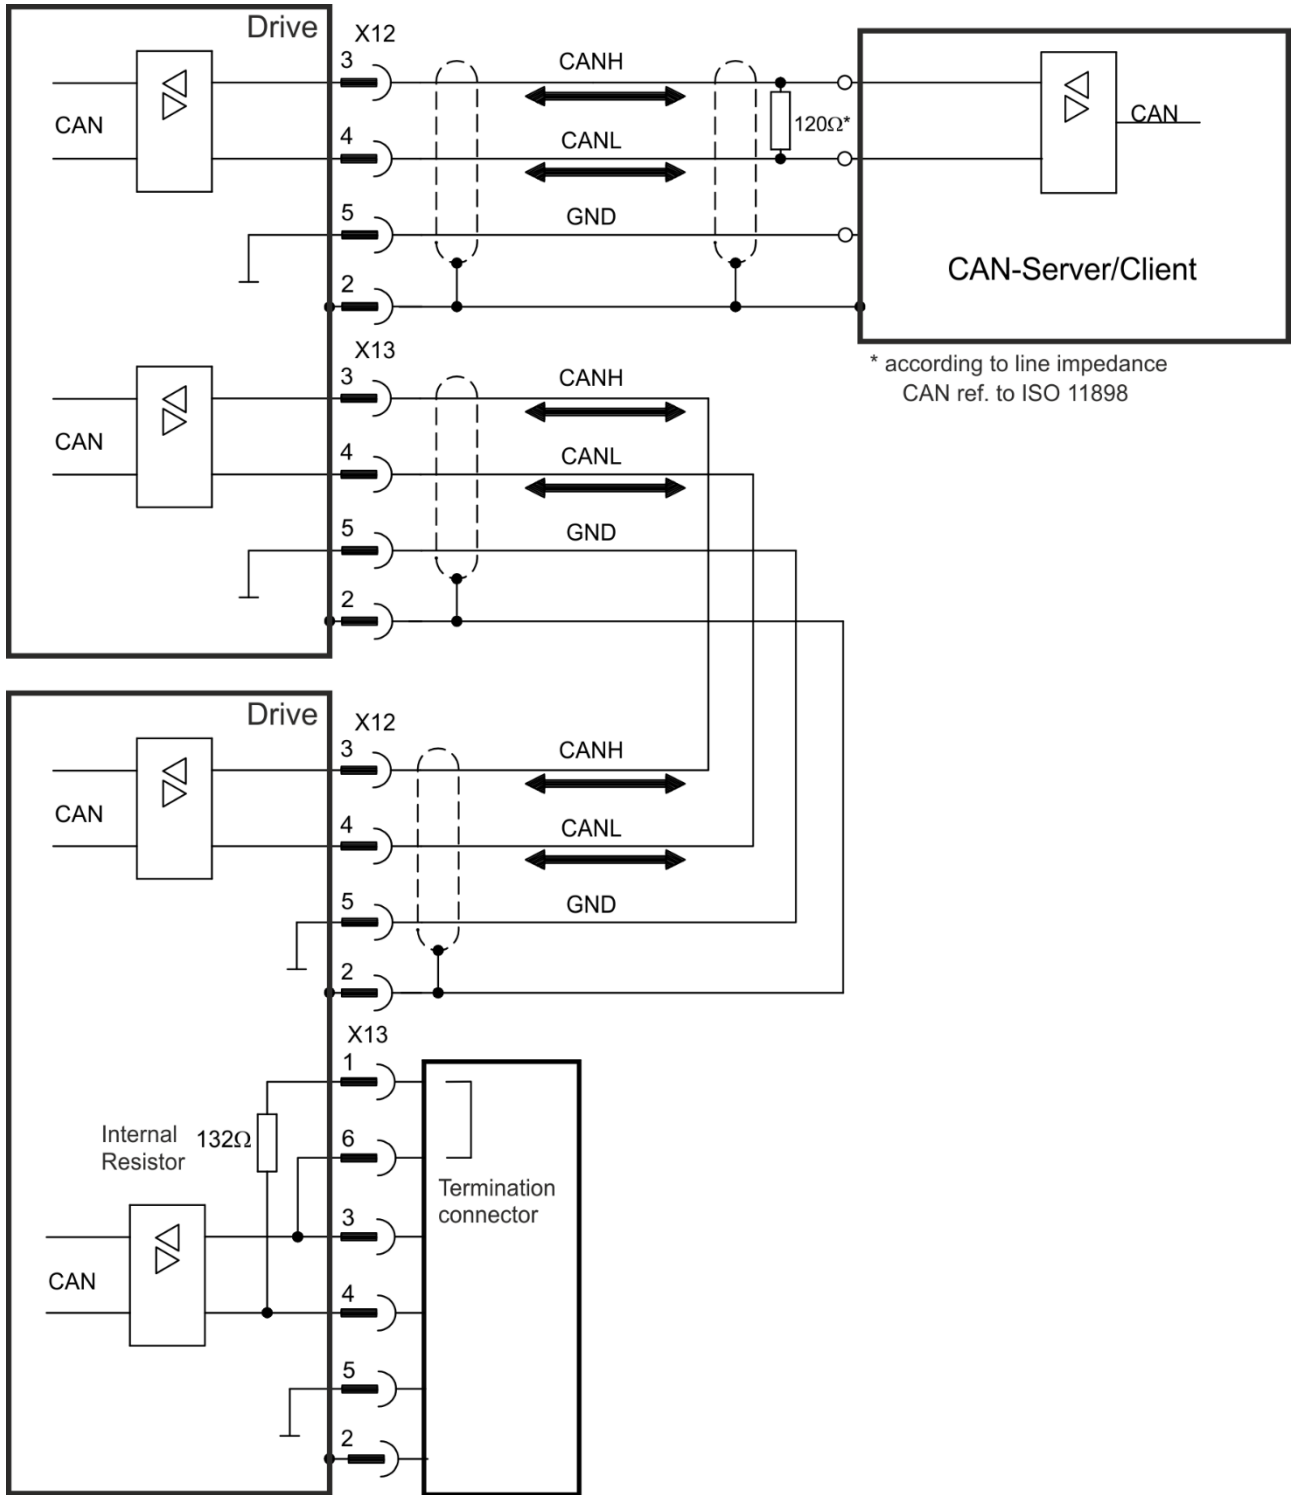 Drive
X12
3
CANH
CAN
120Ω*
CAN
4
CANL
5
GND
CAN-Server/Client
2
X13
* according to line impedance
CAN ref. to ISO 11898
3
CANH
CAN
4
CANL
5
GND
2
Drive
X12
3
CANH
CAN
4
CANL
5
GND
2
X13
1
Internal
Resistor
132Ω
6
Termination
connector
3
CAN
4
5
2